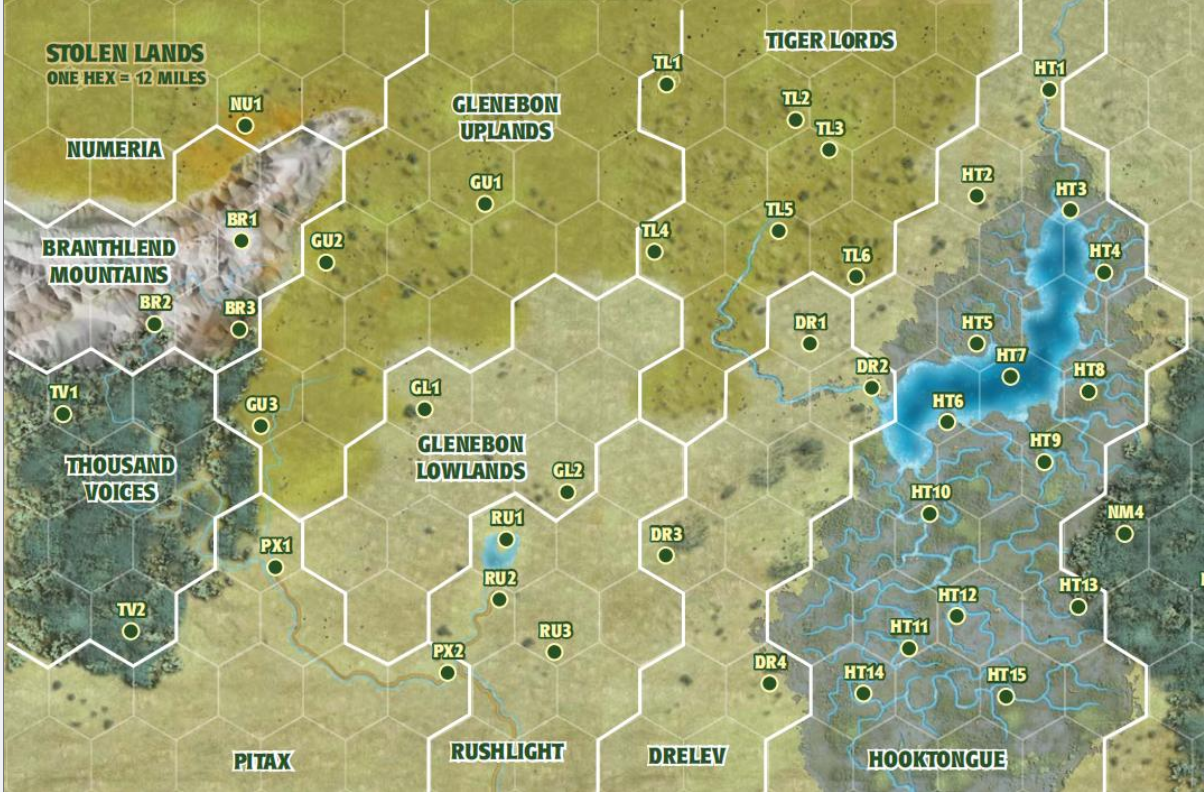 STOLEN LANDS
ONE HEX = 12 MILES
TIGER LORDS
TL1
HT1
NU1
GLENEBON
UPLANDS
TL2
NUMERIA
TL3
GU1
HT2
HT3
BR1
BRANTHLEND
MOUNTAINS
GU2
TL4
TL5
HT4
TL6
BR2
BR3
DR1
HT5
HT7
TV1
GL1
DR2
HT8
GU3
HT6
GLENEBON
LOWLANDS
THOUSAND
VOICES
GL2
HT9
HT10
RU1
NM4
PX1
DR3
RU2
HT13
TV2
HT12
RU3
HT11
PX2
DR4
HT14
HT15
PITAX
RUSHLIGHT
DRELEV
HOOKTONGUE